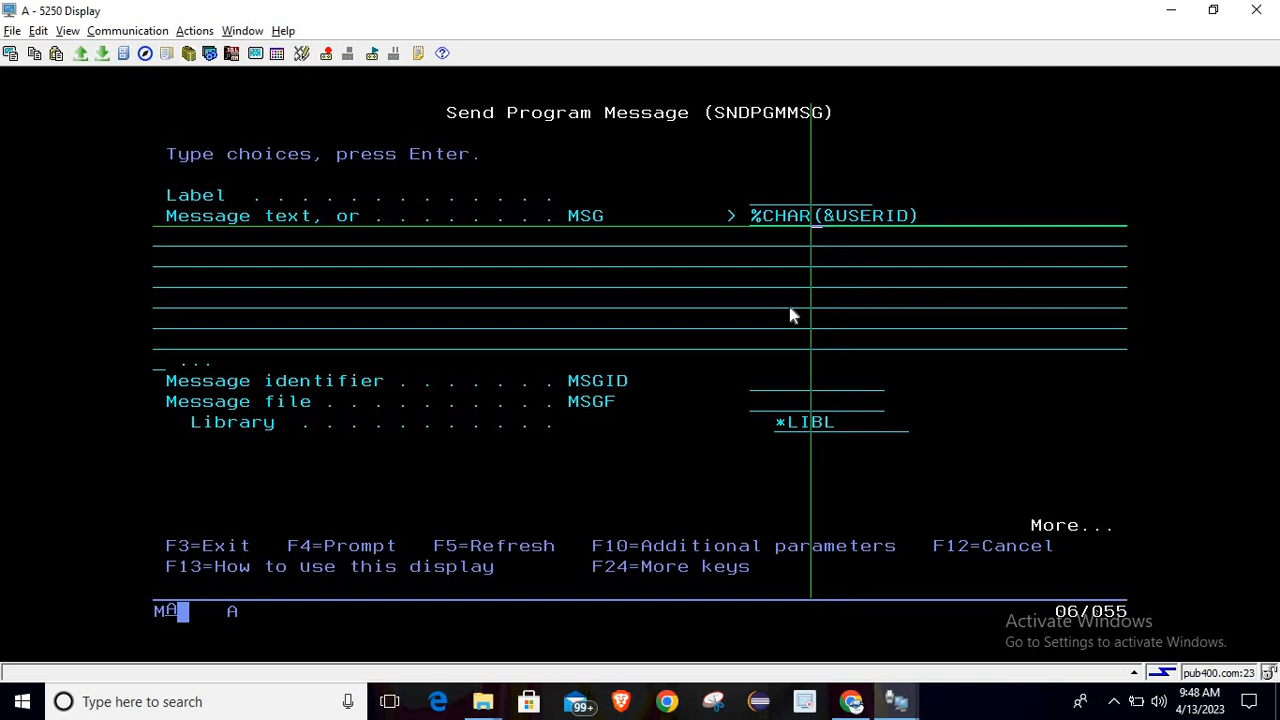 A - 5250 Display
File Edit View Communication Actions Window Help
Send Program Message (SNDPGMMSG)
Type choices, press Enter.
Label . . . . . . . . . . . . .
Message text, or . . . . . . . . MSG > %CHAR(&USERID)
...
Message identifier . . . . . . . MSGID
Message file . . . . . . . . . . MSGF
Library . . . . . . . . . . . *LIBL
More...
F3=Exit F4=Prompt F5=Refresh F10=Additional parameters F12=Cancel
F13=How to use this display F24=More keys
MA A 06/055
Activate Windows
Go to Settings to activate Windows.
pub400.com:23
Type here to search
99+
9:48 AM
4/13/2023